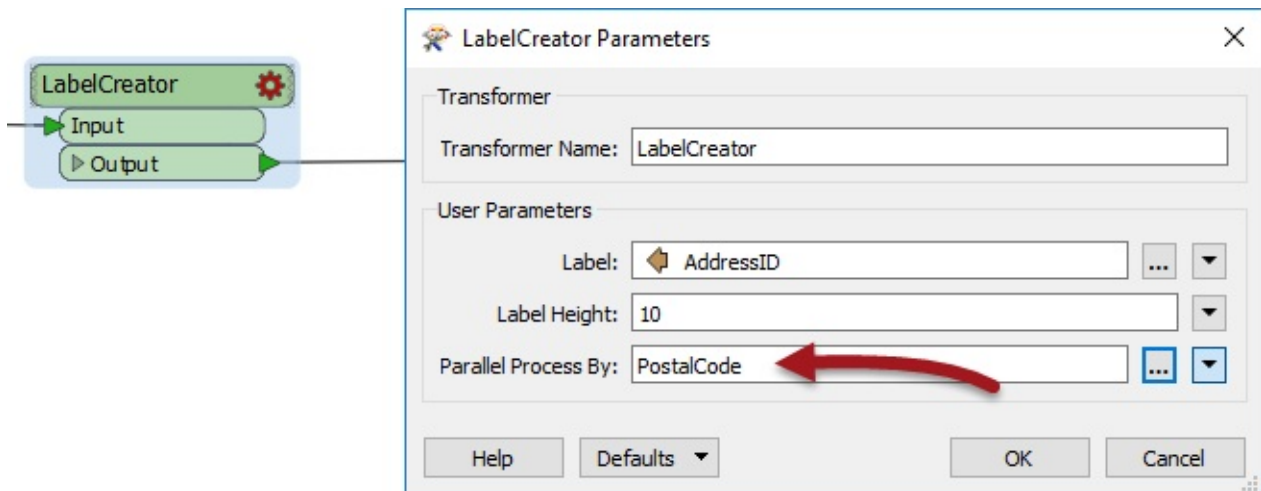 LabelCreator
Input
Output
LabelCreator Parameters
Transformer
Transformer Name: LabelCreator
User Parameters
Label: AddressID ...
Label Height: 10
Parallel Process By: PostalCode ...
Help Defaults OK Cancel